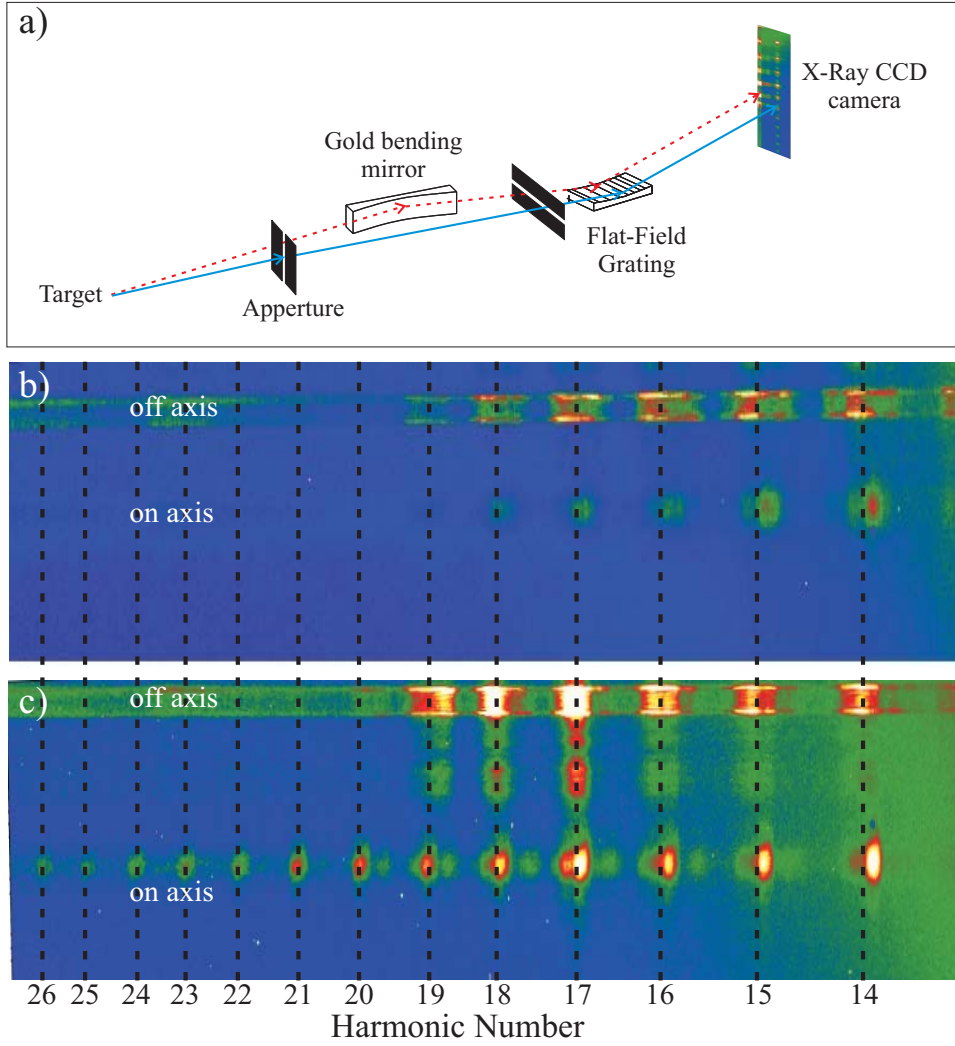 a)
X-Ray CCD
camera
Gold bending
mirror
Flat-Field
Grating
Target
Apperture
b)
off axis
on axis
c)
off axis
on axis
26 25 24 23 22 21 20 19 18 17 16 15 14
Harmonic Number